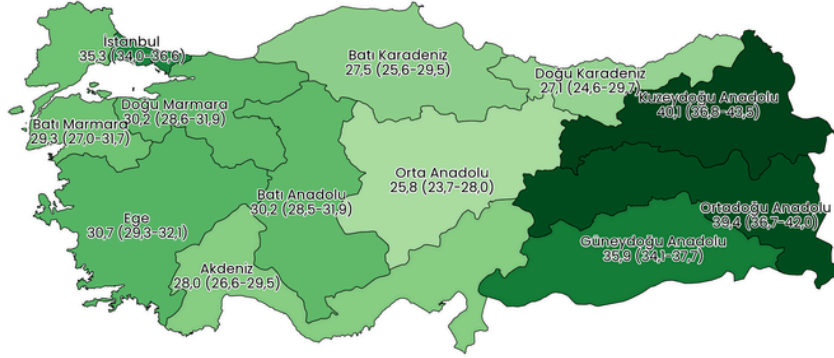 İstanbul
35,3 (34,0-36,6)
Batı Karadeniz
27,5 (25,6-29,5)
Doğu Karadeniz
27,1 (24,6-29,7)
Kuzeydoğu Anadolu
40,1 (36,8-43,5)
Doğu Marmara
30,2 (28,6-31,9)
Batı Marmara
29,3 (27,0-31,7)
Orta Anadolu
25,8 (23,7-28,0)
Batı Anadolu
30,2 (28,5-31,9)
Ortadoğu Anadolu
39,4 (36,7-42,0)
Ege
30,7 (29,3-32,1)
Güneydoğu Anadolu
35,9 (34,1-37,7)
Akdeniz
28,0 (26,6-29,5)